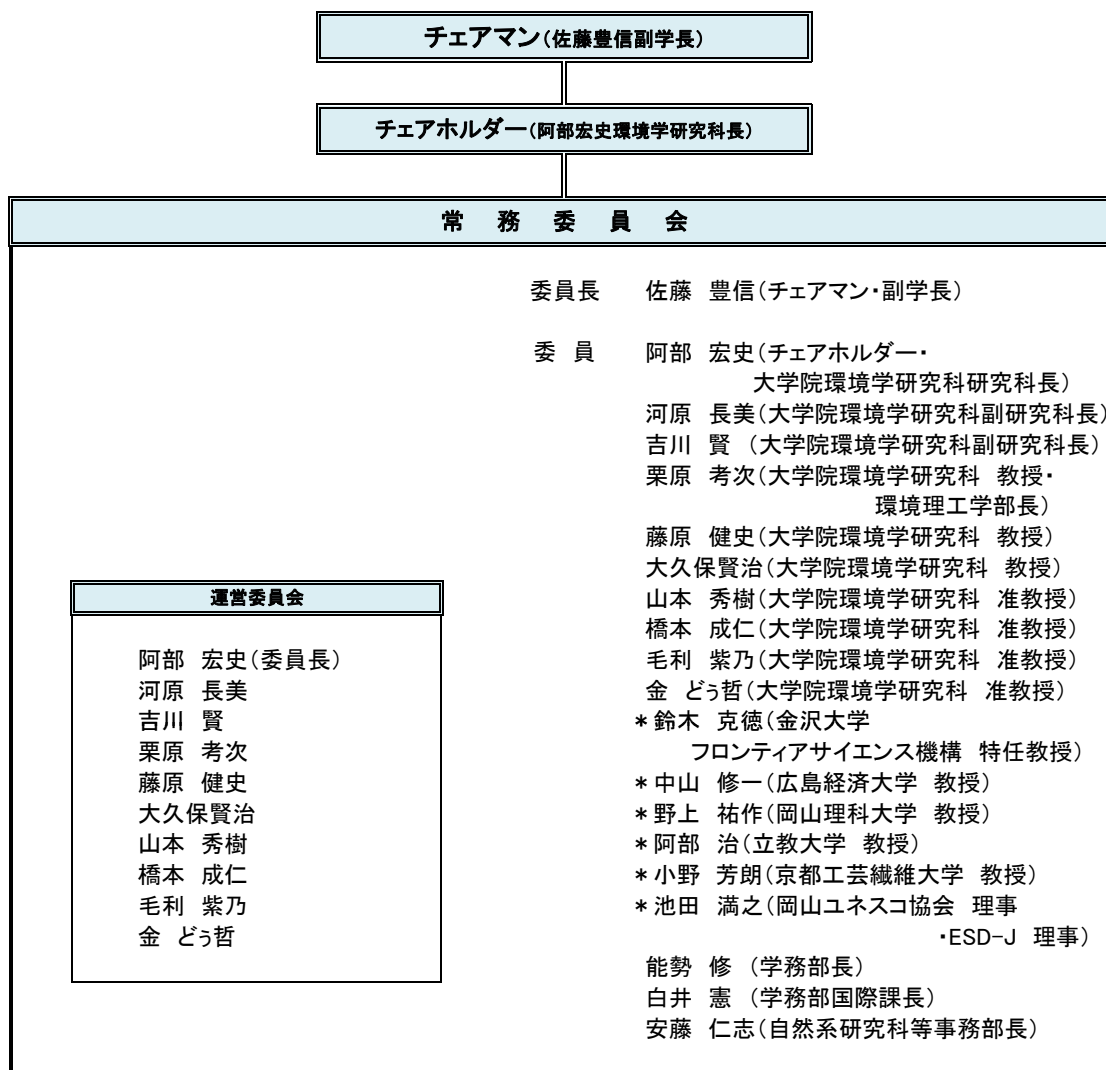 チェアマン（佐藤豊信副学長）
チェアホルダー（阿部宏史環境学研究科長）
常 務 委 員 会
委員長 佐藤 豊信（チェアマン・副学長）
委 員 阿部 宏史（チェアホルダー・
大学院環境学研究科研究科長）
河原 長美（大学院環境学研究科副研究科長）
吉川 賢 （大学院環境学研究科副研究科長）
栗原 考次（大学院環境学研究科 教授・
環境理工学部長）
藤原 健史（大学院環境学研究科 教授）
大久保賢治（大学院環境学研究科 教授）
山本 秀樹（大学院環境学研究科 准教授）
橋本 成仁（大学院環境学研究科 准教授）
毛利 紫乃（大学院環境学研究科 准教授）
金 どぅ哲（大学院環境学研究科 准教授）
＊鈴木 克徳（金沢大学
フロンティアサイエンス機構 特任教授）
＊中山 修一（広島経済大学 教授）
＊野上 祐作（岡山理科大学 教授）
＊阿部 治（立教大学 教授）
＊小野 芳朗（京都工芸繊維大学 教授）
＊池田 満之（岡山ユネスコ協会 理事
・ESD-J 理事）
能勢 修 （学務部長）
白井 憲 （学務部国際課長）
安藤 仁志（自然系研究科等事務部長）
運営委員会
阿部 宏史（委員長）
河原 長美
吉川 賢
栗原 考次
藤原 健史
大久保賢治
山本 秀樹
橋本 成仁
毛利 紫乃
金 どぅ哲